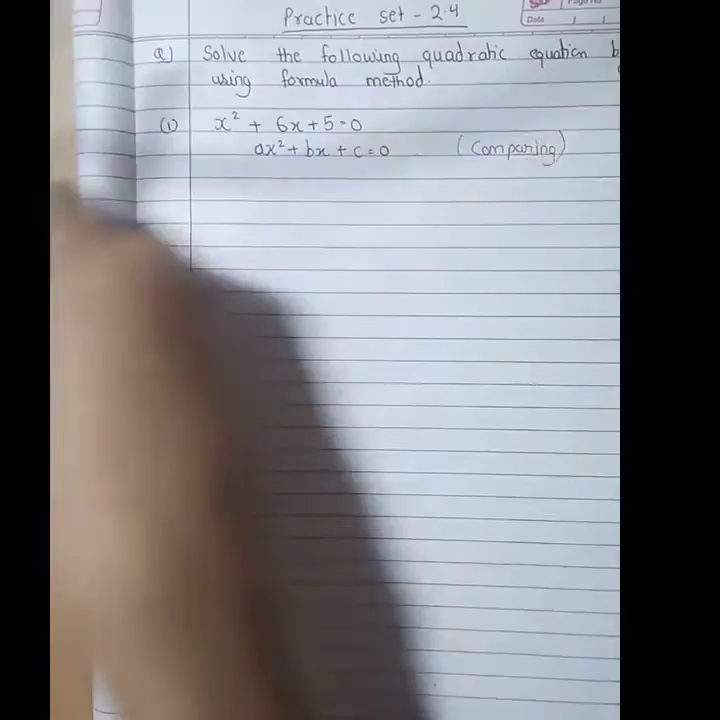 Practice set - 2.4
Date
Q) Solve the following quadratic equation
using formula method.
(1) x² + 6x + 5 = 0
ax² + bx + c = 0 (Comparing)